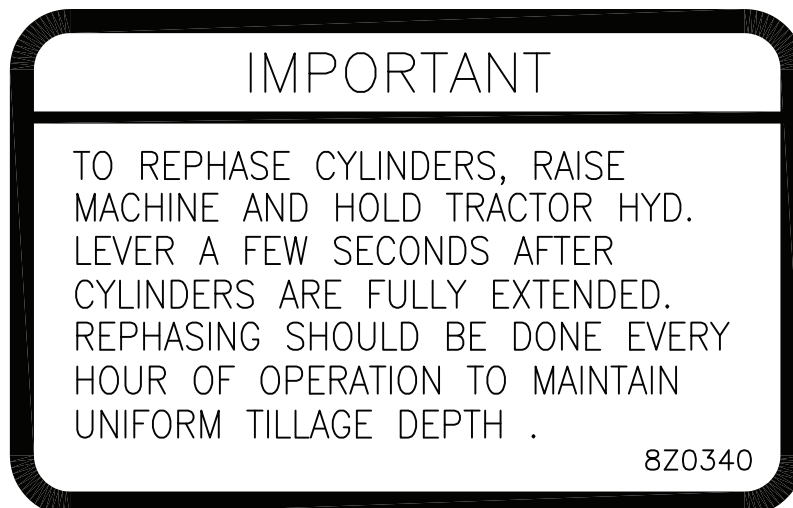 IMPORTANT
TO REPHASE CYLINDERS, RAISE
MACHINE AND HOLD TRACTOR HYD.
LEVER A FEW SECONDS AFTER
CYLINDERS ARE FULLY EXTENDED.
REPHASING SHOULD BE DONE EVERY
HOUR OF OPERATION TO MAINTAIN
UNIFORM TILLAGE DEPTH .
8Z0340